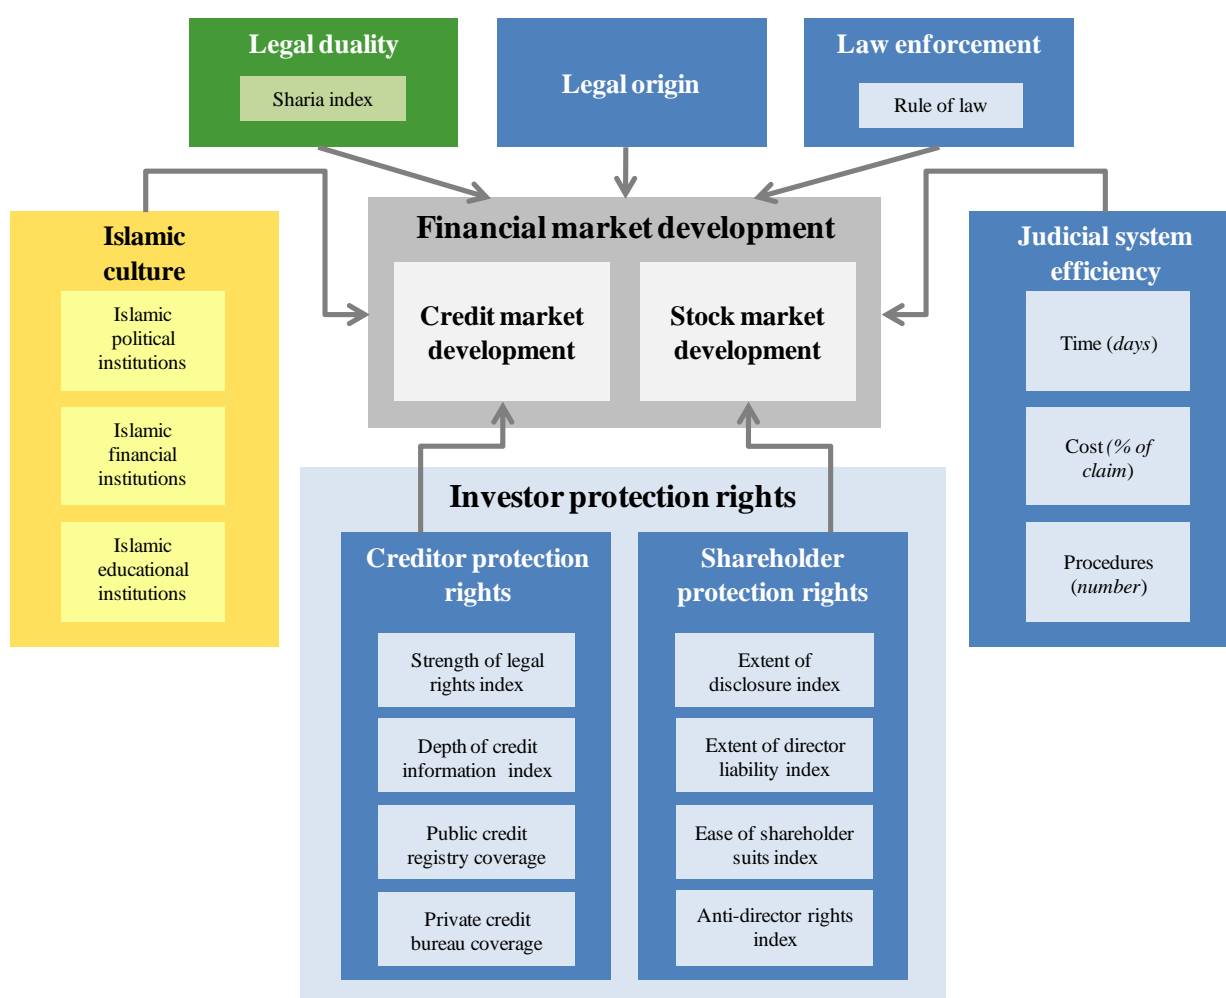 Legal duality
Sharia index
Legal origin
Law enforcement
Rule of law
Financial market development
Credit market
development
Stock market
development
Islamic
culture
Islamic
political
institutions
Islamic
financial
institutions
Islamic
educational
institutions
Judicial system
efficiency
Time (days)
Cost (% of
claim)
Procedures
(number)
Investor protection rights
Creditor protection
rights
Strength of legal
rights index
Depth of credit
information index
Public credit
registry coverage
Private credit
bureau coverage
Shareholder
protection rights
Extent of
disclosure index
Extent of director
liability index
Ease of shareholder
suits index
Anti-director rights
index